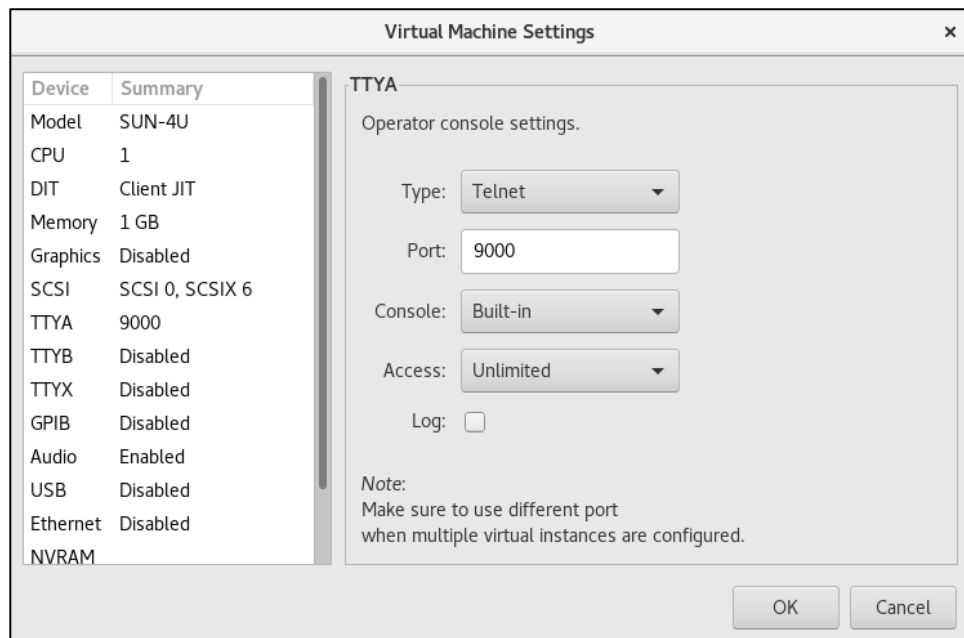 Virtual Machine Settings ×
Device Summary
Model SUN-4U
CPU 1
DIT Client JIT
Memory 1 GB
Graphics Disabled
SCSI SCSI 0, SCSIX 6
TTYA 9000
TTYB Disabled
TTYX Disabled
GPIB Disabled
Audio Enabled
USB Disabled
Ethernet Disabled
NVRAM
TTYA
Operator console settings.
Type: Telnet
Port: 9000
Console: Built-in
Access: Unlimited
Log:
Note:
Make sure to use different port
when multiple virtual instances are configured.
OK Cancel